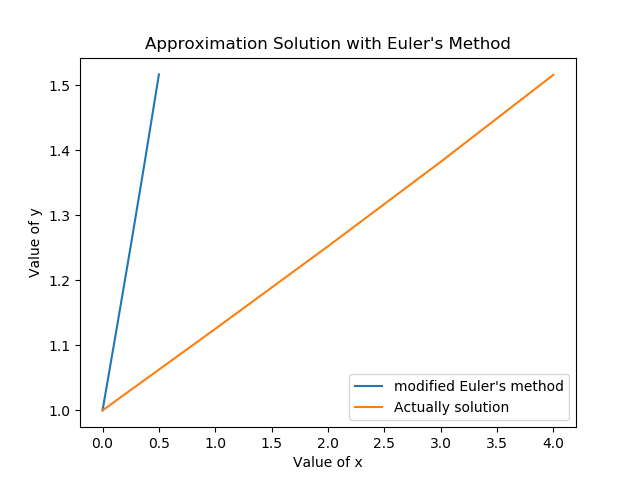 Approximation Solution with Euler's Method
1.5
1.4
1.3
1.2
1.1
1.0
Value of y
modified Euler's method
Actually solution
0.0 0.5 1.0 1.5 2.0 2.5 3.0 3.5 4.0
Value of x